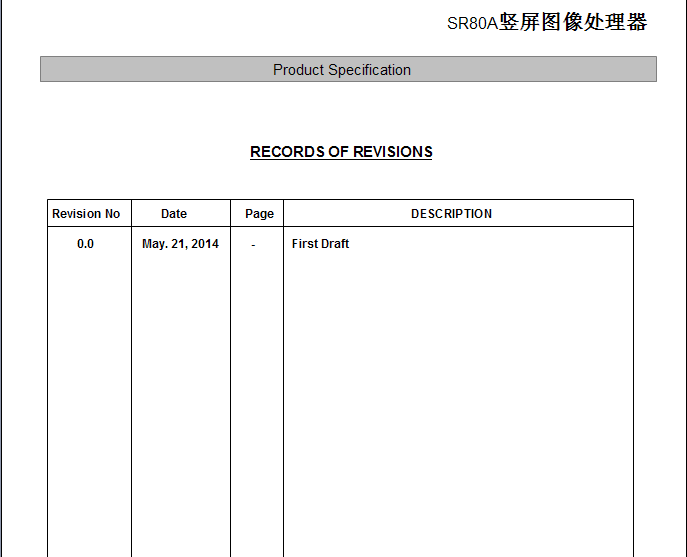 SR80A竖屏图像处理器
Product Specification
RECORDS OF REVISIONS
Revision No Date Page DESCRIPTION
0.0 May. 21, 2014 - First Draft